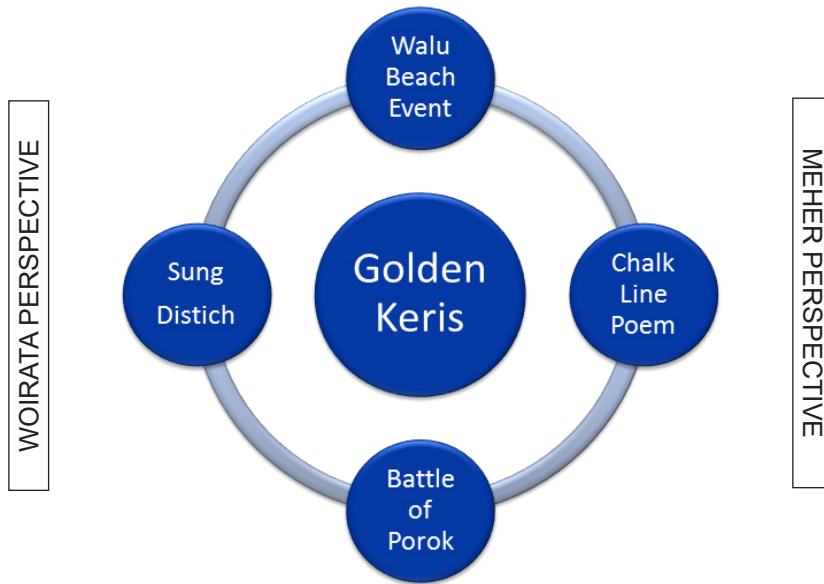 Walu
Beach
Event
WOIRATA PERSPECTIVE
Sung
Distich
Golden
Keris
Chalk
Line
Poem
MEHER PERSPECTIVE
Battle
of
Porok